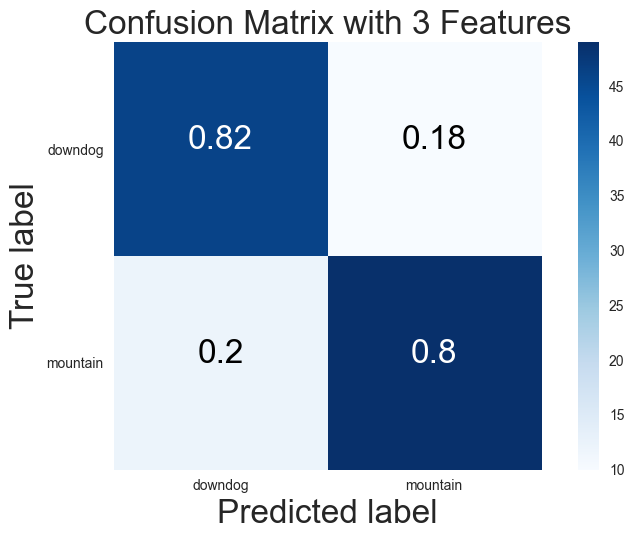 Confusion Matrix with 3 Features
True label
downdog
0.82
0.18
mountain
0.2
0.8
downdog
mountain
Predicted label
45
40
35
30
25
20
15
10